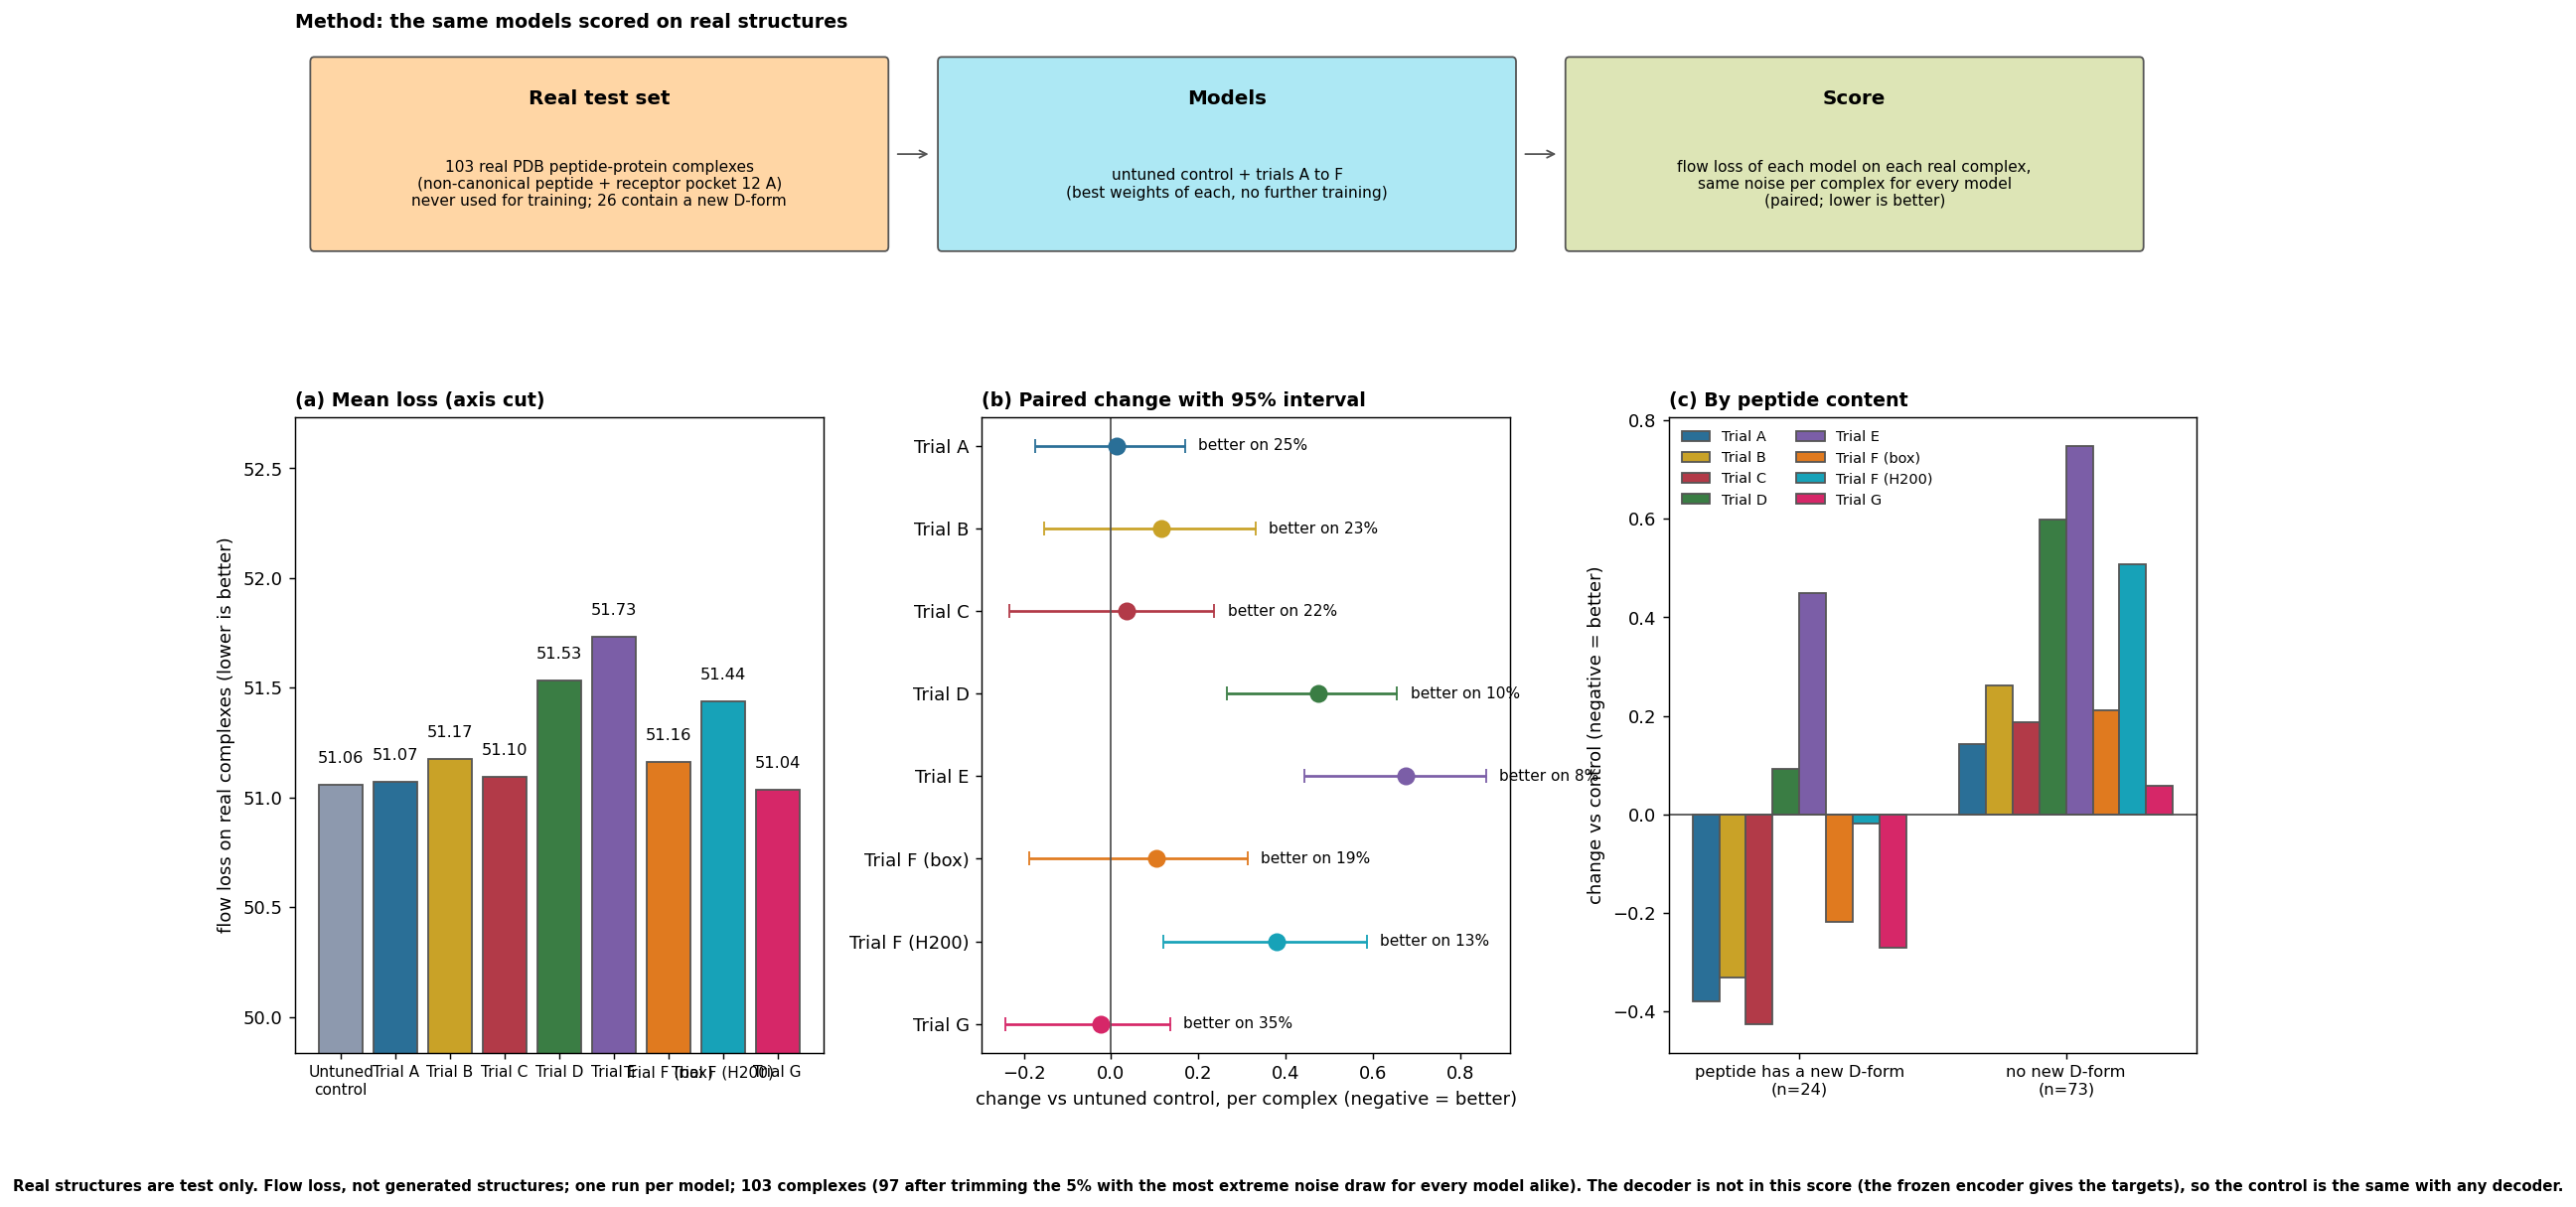 Method: the same models scored on real structures
Real test set
103 real PDB peptide-protein complexes
(non-canonical peptide + receptor pocket 12 A)
never used for training; 26 contain a new D-form
Models
untuned control + trials A to F
(best weights of each, no further training)
Score
flow loss of each model on each real complex,
same noise per complex for every model
(paired; lower is better)
(a) Mean loss (axis cut)
flow loss on real complexes (lower is better)
52.5
52.0
51.5
51.0
50.5
50.0
51.06
51.07
51.17
51.10
51.53
51.73
51.16
51.44
51.04
Untuned
control
Trial A
Trial B
Trial C
Trial D
Trial E
Trial F (box)
Trial F (H200)
Trial G
(b) Paired change with 95% interval
Trial A
better on 25%
Trial B
better on 23%
Trial C
better on 22%
Trial D
better on 10%
Trial E
better on 8%
Trial F (box)
better on 19%
Trial F (H200)
better on 13%
Trial G
better on 35%
−0.2
0.0
0.2
0.4
0.6
0.8
change vs untuned control, per complex (negative = better)
(c) By peptide content
change vs control (negative = better)
0.8
0.6
0.4
0.2
0.0
−0.2
−0.4
Trial A
Trial B
Trial C
Trial D
Trial E
Trial F (box)
Trial F (H200)
Trial G
peptide has a new D-form
(n=24)
no new D-form
(n=73)
Real structures are test only. Flow loss, not generated structures; one run per model; 103 complexes (97 after trimming the 5% with the most extreme noise draw for every model alike). The decoder is not in this score (the frozen encoder gives the targets), so the control is the same with any decoder.